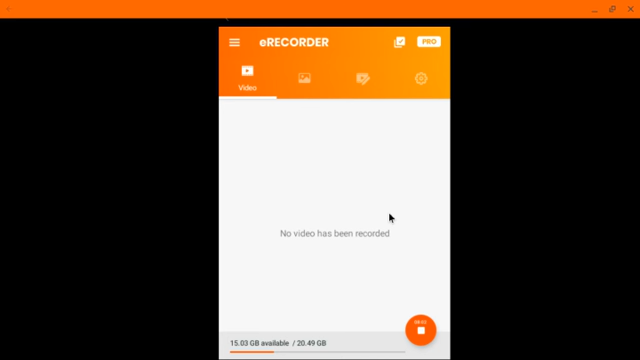 eRECORDER
PRO
Video
No video has been recorded
15.03 GB available / 20.49 GB